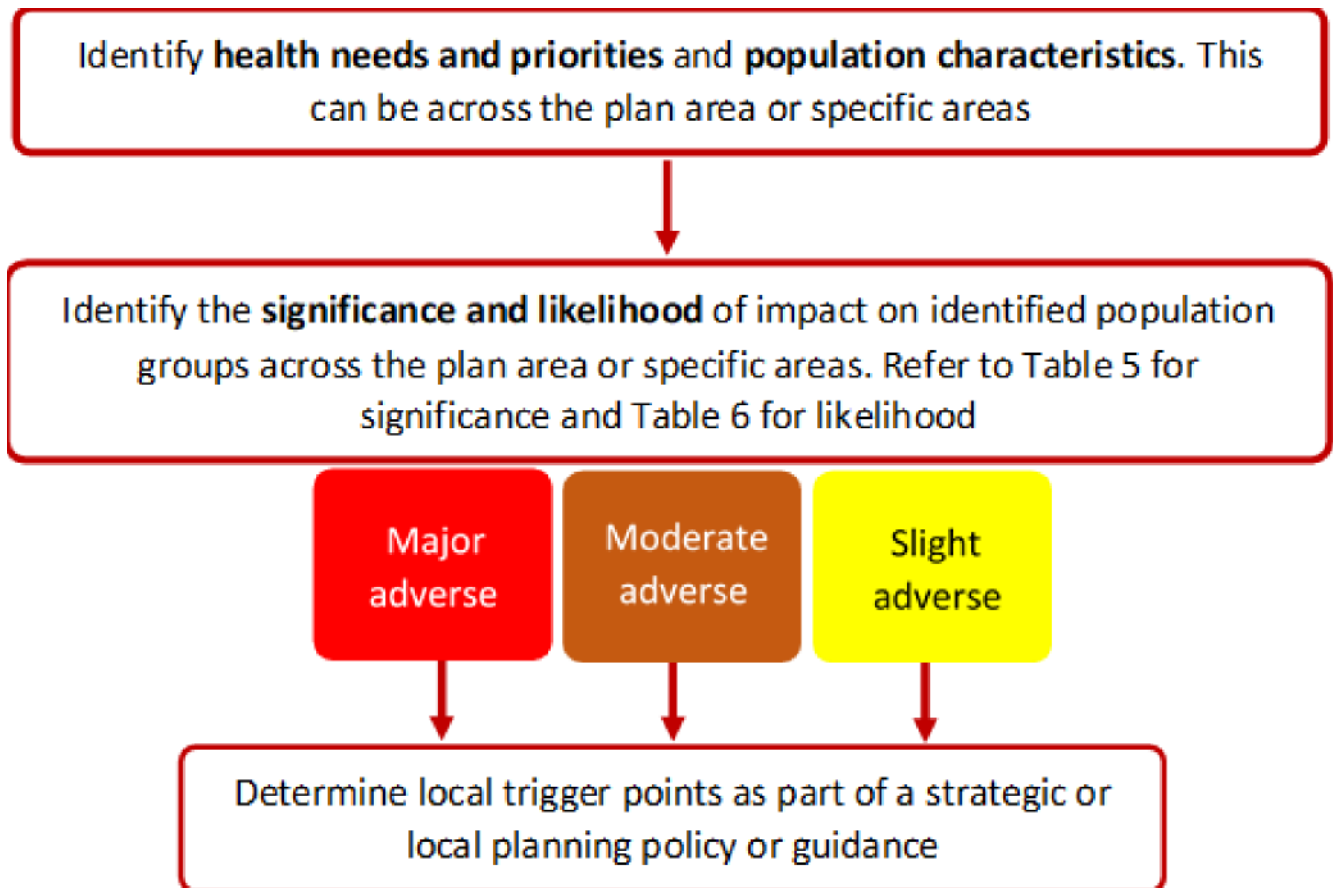 Identify health needs and priorities and population characteristics. This
can be across the plan area or specific areas
Identify the significance and likelihood of impact on identified population
groups across the plan area or specific areas. Refer to Table 5 for
significance and Table 6 for likelihood
Major
adverse
Moderate
adverse
Slight
adverse
Determine local trigger points as part of a strategic or
local planning policy or guidance